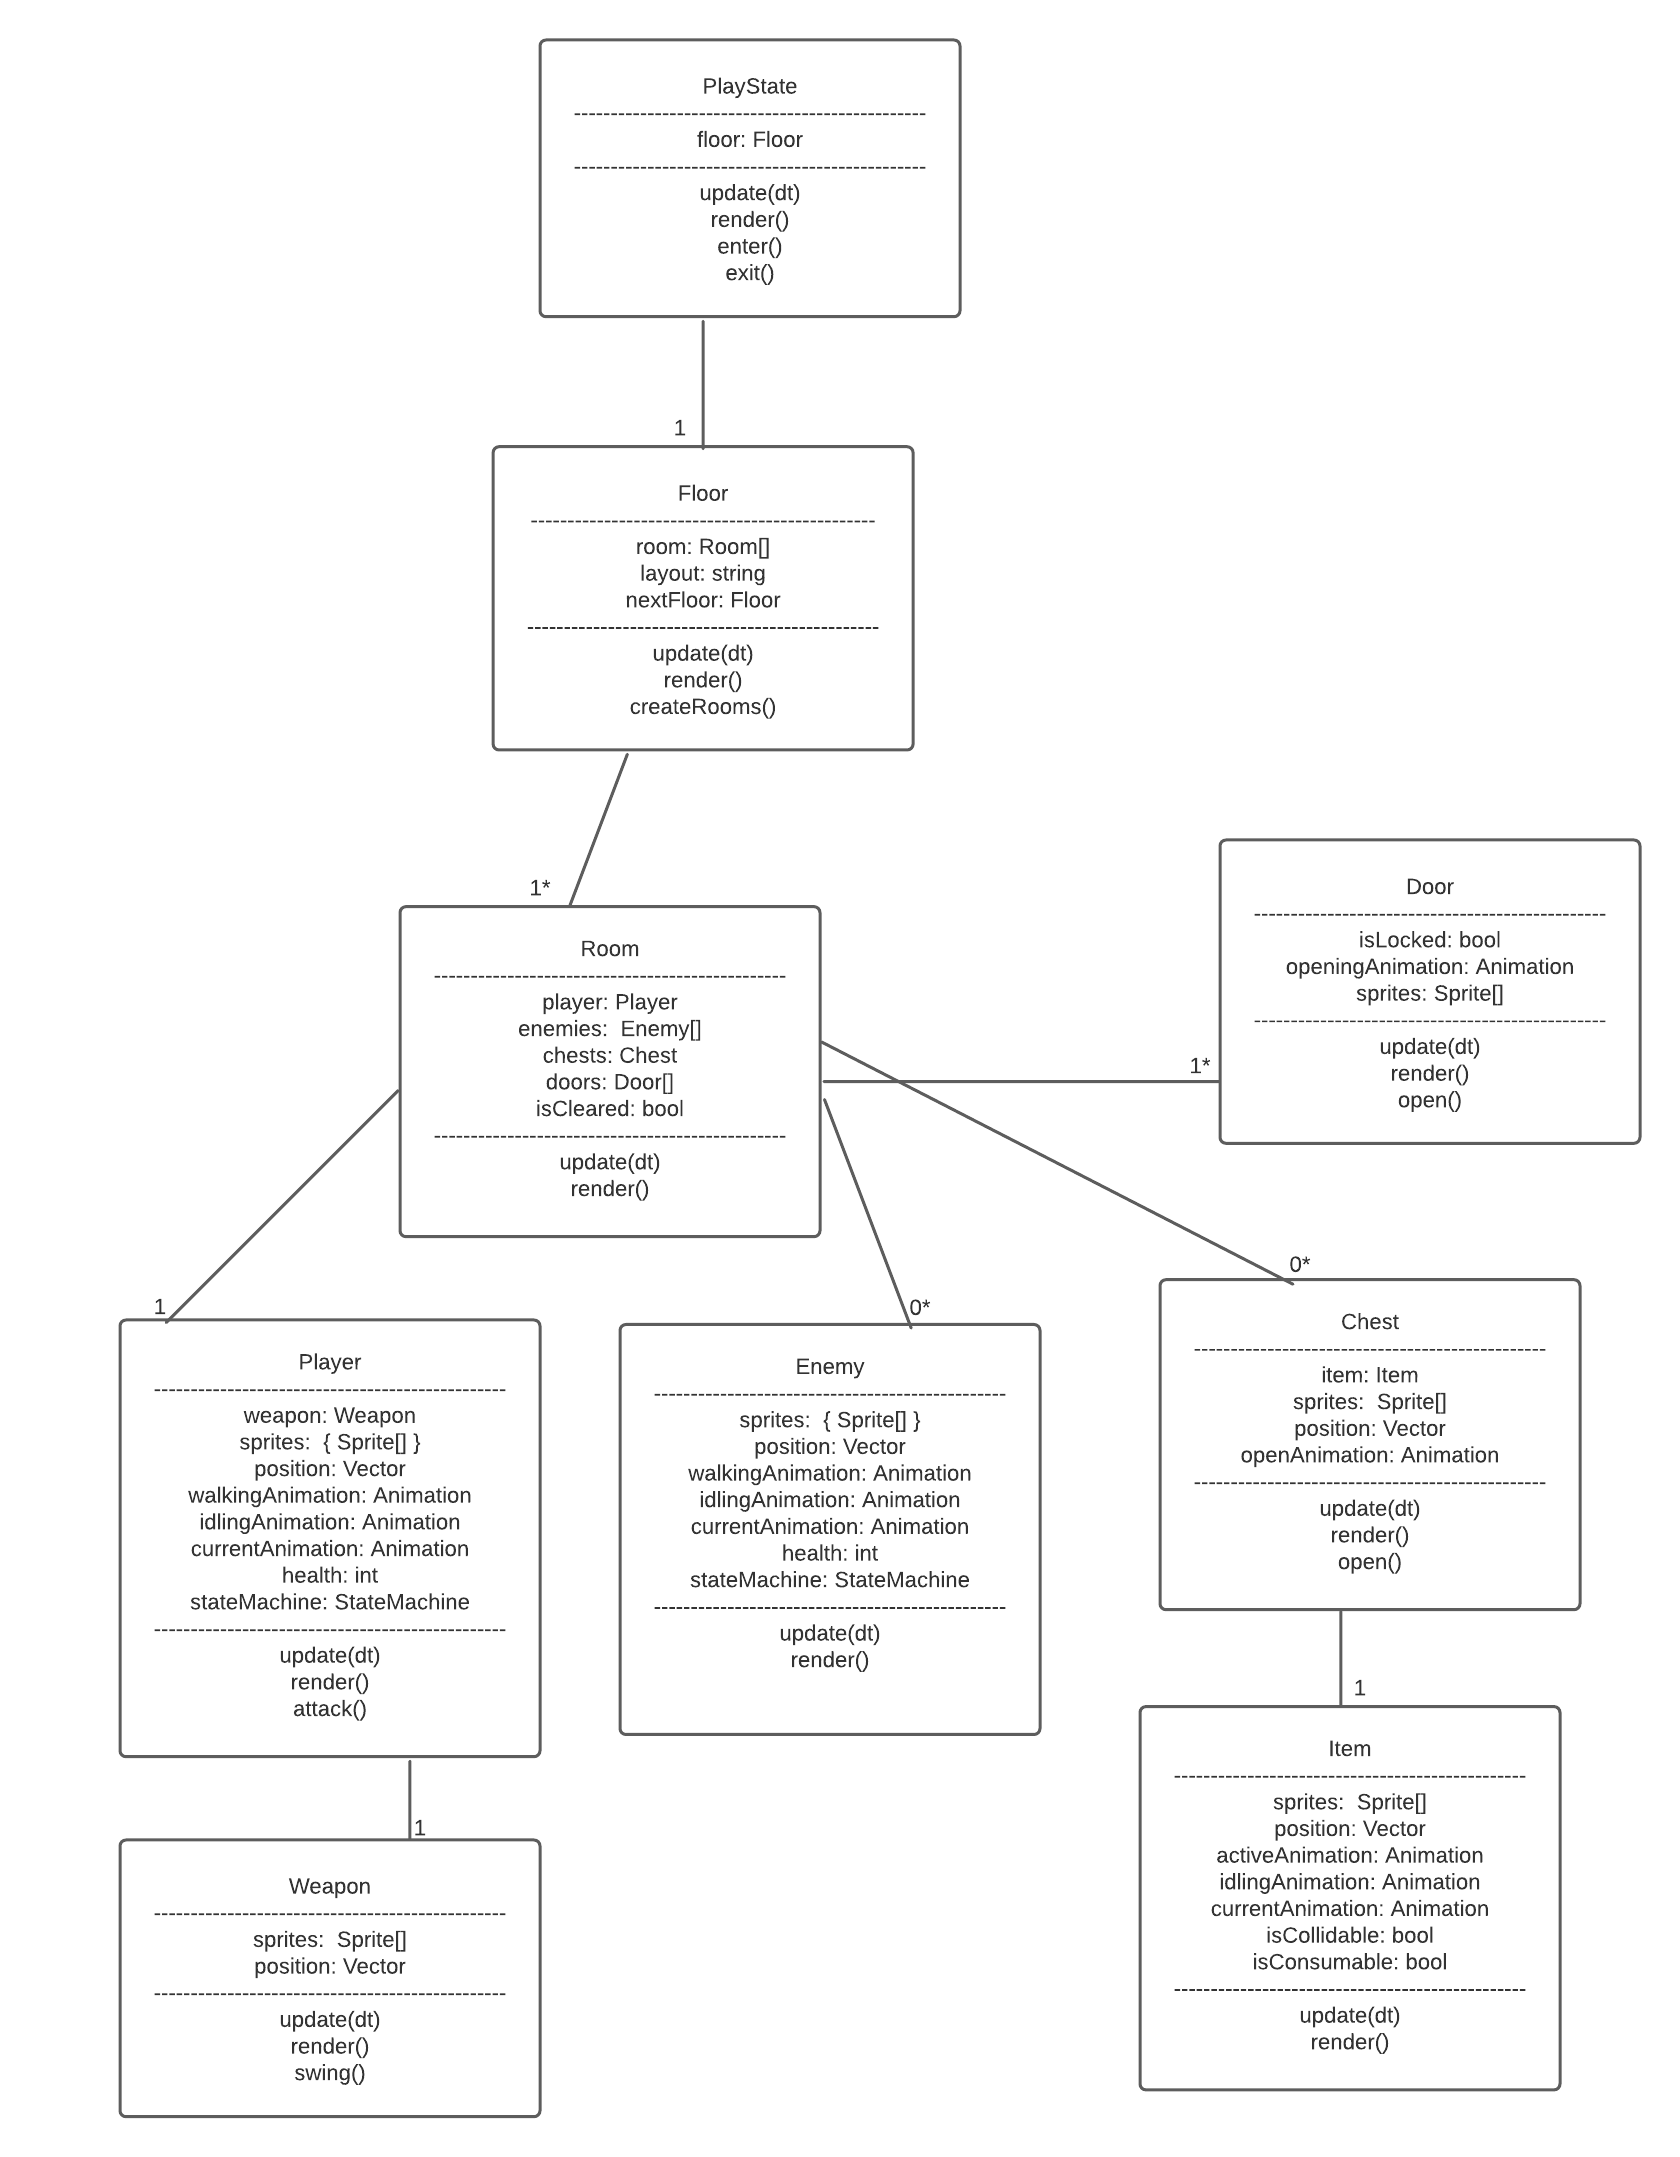 PlayState
------------------------------------------------
floor: Floor
------------------------------------------------
update(dt)
render()
enter()
exit()
1
Floor
-----------------------------------------------
room: Room[]
layout: string
nextFloor: Floor
------------------------------------------------
update(dt)
render()
createRooms()
1*
Room
------------------------------------------------
player: Player
enemies:  Enemy[]
chests: Chest
doors: Door[]
isCleared: bool
------------------------------------------------
update(dt)
render()
1*
Door
------------------------------------------------
isLocked: bool
openingAnimation: Animation
sprites: Sprite[]
------------------------------------------------
update(dt)
render()
open()
1
Player
------------------------------------------------
weapon: Weapon
sprites:  { Sprite[] }
position: Vector
walkingAnimation: Animation
idlingAnimation: Animation
currentAnimation: Animation
health: int
stateMachine: StateMachine
------------------------------------------------
update(dt)
render()
attack()
0*
Enemy
------------------------------------------------
sprites:  { Sprite[] }
position: Vector
walkingAnimation: Animation
idlingAnimation: Animation
currentAnimation: Animation
health: int
stateMachine: StateMachine
------------------------------------------------
update(dt)
render()
0*
Chest
------------------------------------------------
item: Item
sprites:  Sprite[]
position: Vector
openAnimation: Animation
------------------------------------------------
update(dt)
render()
open()
1
Weapon
------------------------------------------------
sprites:  Sprite[]
position: Vector
------------------------------------------------
update(dt)
render()
swing()
1
Item
------------------------------------------------
sprites:  Sprite[]
position: Vector
activeAnimation: Animation
idlingAnimation: Animation
currentAnimation: Animation
isCollidable: bool
isConsumable: bool
------------------------------------------------
update(dt)
render()